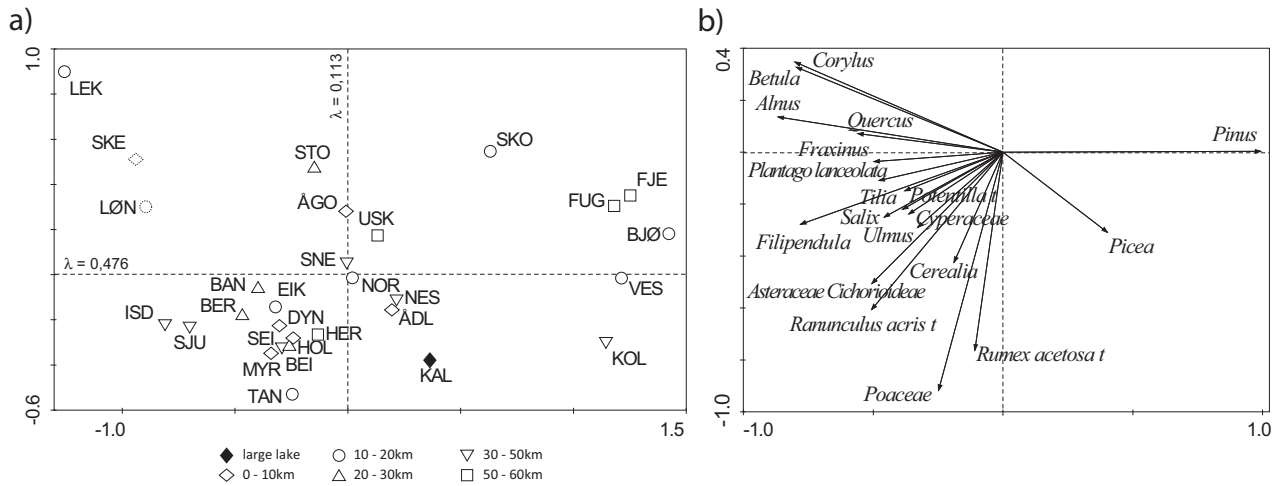 a)
1.0
-0.6
-1.0
1.5
λ = 0,113
λ = 0,476
LEK
SKE
LØN
STO
SKO
ÅGO
USK
FUG
FJE
BJØ
SNE
BAN
EIK
NOR
NES
VES
ISD
BER
DYN
ÅDL
SJU
SEI
HER
HOL
KOL
MYR
BEI
KAL
TAN
large lake
10 - 20km
30 - 50km
0 - 10km
20 - 30km
50 - 60km
b)
0.4
-1.0
-1.0
1.0
Corylus
Betula
Alnus
Quercus
Pinus
Fraxinus
Plantago lanceolata
Tilia
Potentilla t
Salix
Cyperaceae
Filipendula
Ulmus
Picea
Cerealia
Asteraceae Cichorioideae
Ranunculus acris t
Rumex acetosa t
Poaceae